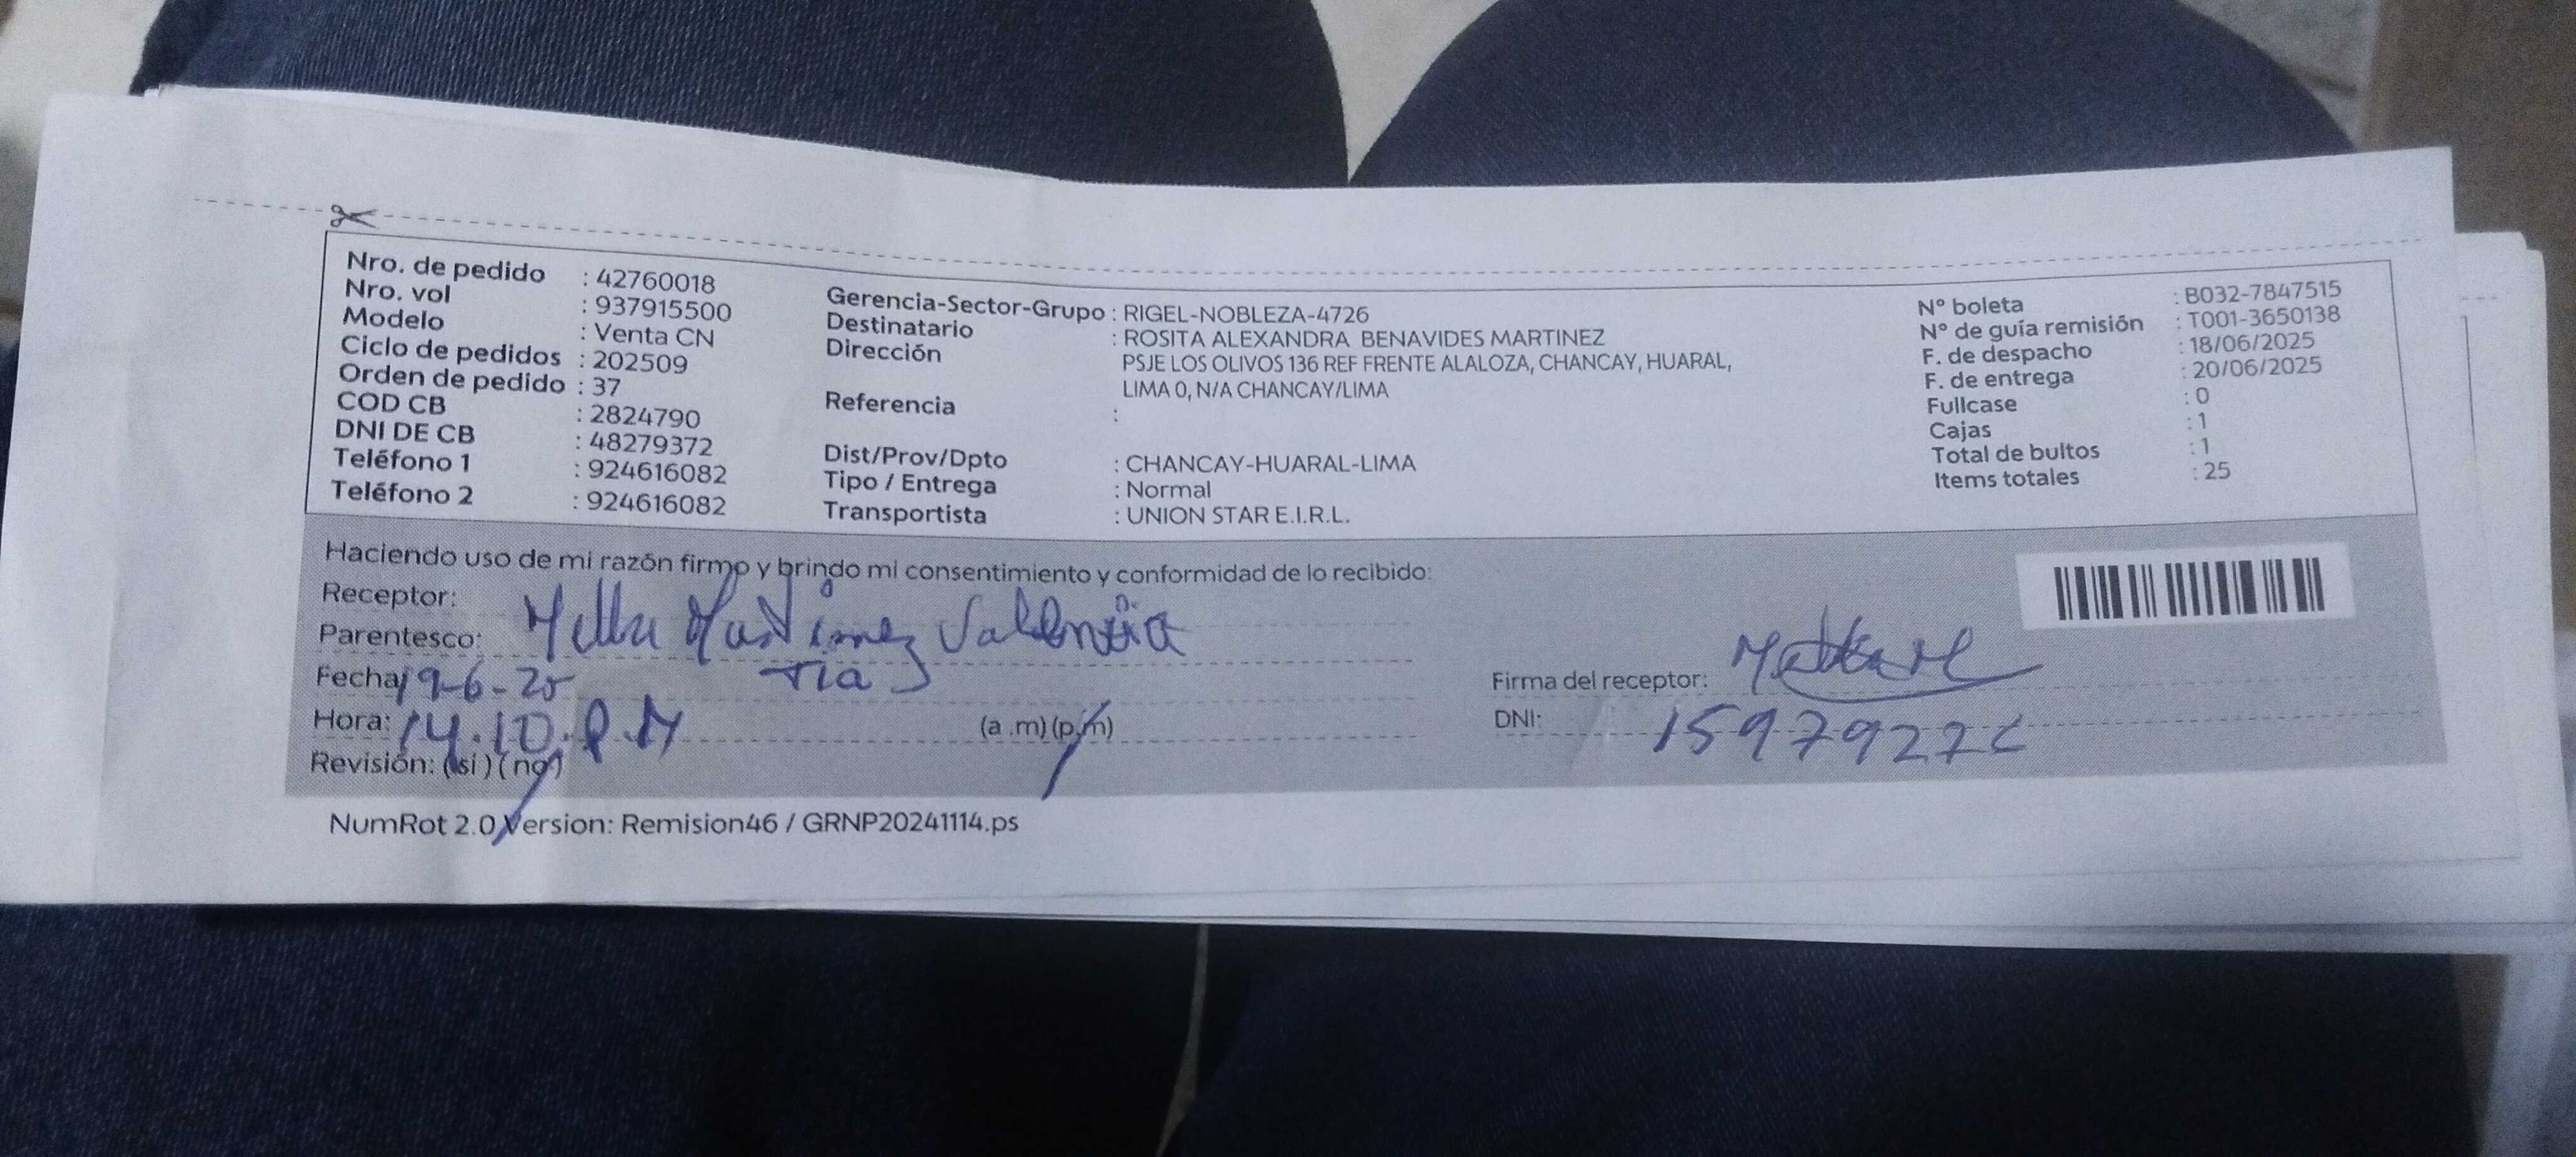 Nro. de pedido : 42760018
Nro. vol : 937915500
Modelo : Venta CN
Ciclo de pedidos : 202509
Orden de pedido : 37
COD CB : 2824790
DNI DE CB : 48279372
Teléfono 1 : 924616082
Teléfono 2 : 924616082
Gerencia-Sector-Grupo : RIGEL-NOBLEZA-4726
Destinatario : ROSITA ALEXANDRA BENAVIDES MARTINEZ
Dirección PSJE LOS OLIVOS 136 REF FRENTE ALALOZA, CHANCAY, HUARAL,
LIMA 0, N/A CHANCAY/LIMA
Referencia :
Dist/Prov/Dpto : CHANCAY-HUARAL-LIMA
Tipo / Entrega : Normal
Transportista : UNION STAR E.I.R.L.
N° boleta : B032-7847515
N° de guía remisión : T001-3650138
F. de despacho : 18/06/2025
F. de entrega : 20/06/2025
Fullcase : 0
Cajas : 1
Total de bultos : 1
Items totales : 25
Haciendo uso de mi razón firmo y brindo mi consentimiento y conformidad de lo recibido:
Receptor: Martinez Valencia
Parentesco: Tia
Fecha: 19-6-25
Hora: 14.10.P.M (a .m) (p.m)
Revisión: (si) (no)
Firma del receptor:
DNI:
NumRot 2.0 Version: Remision46 / GRNP20241114.ps